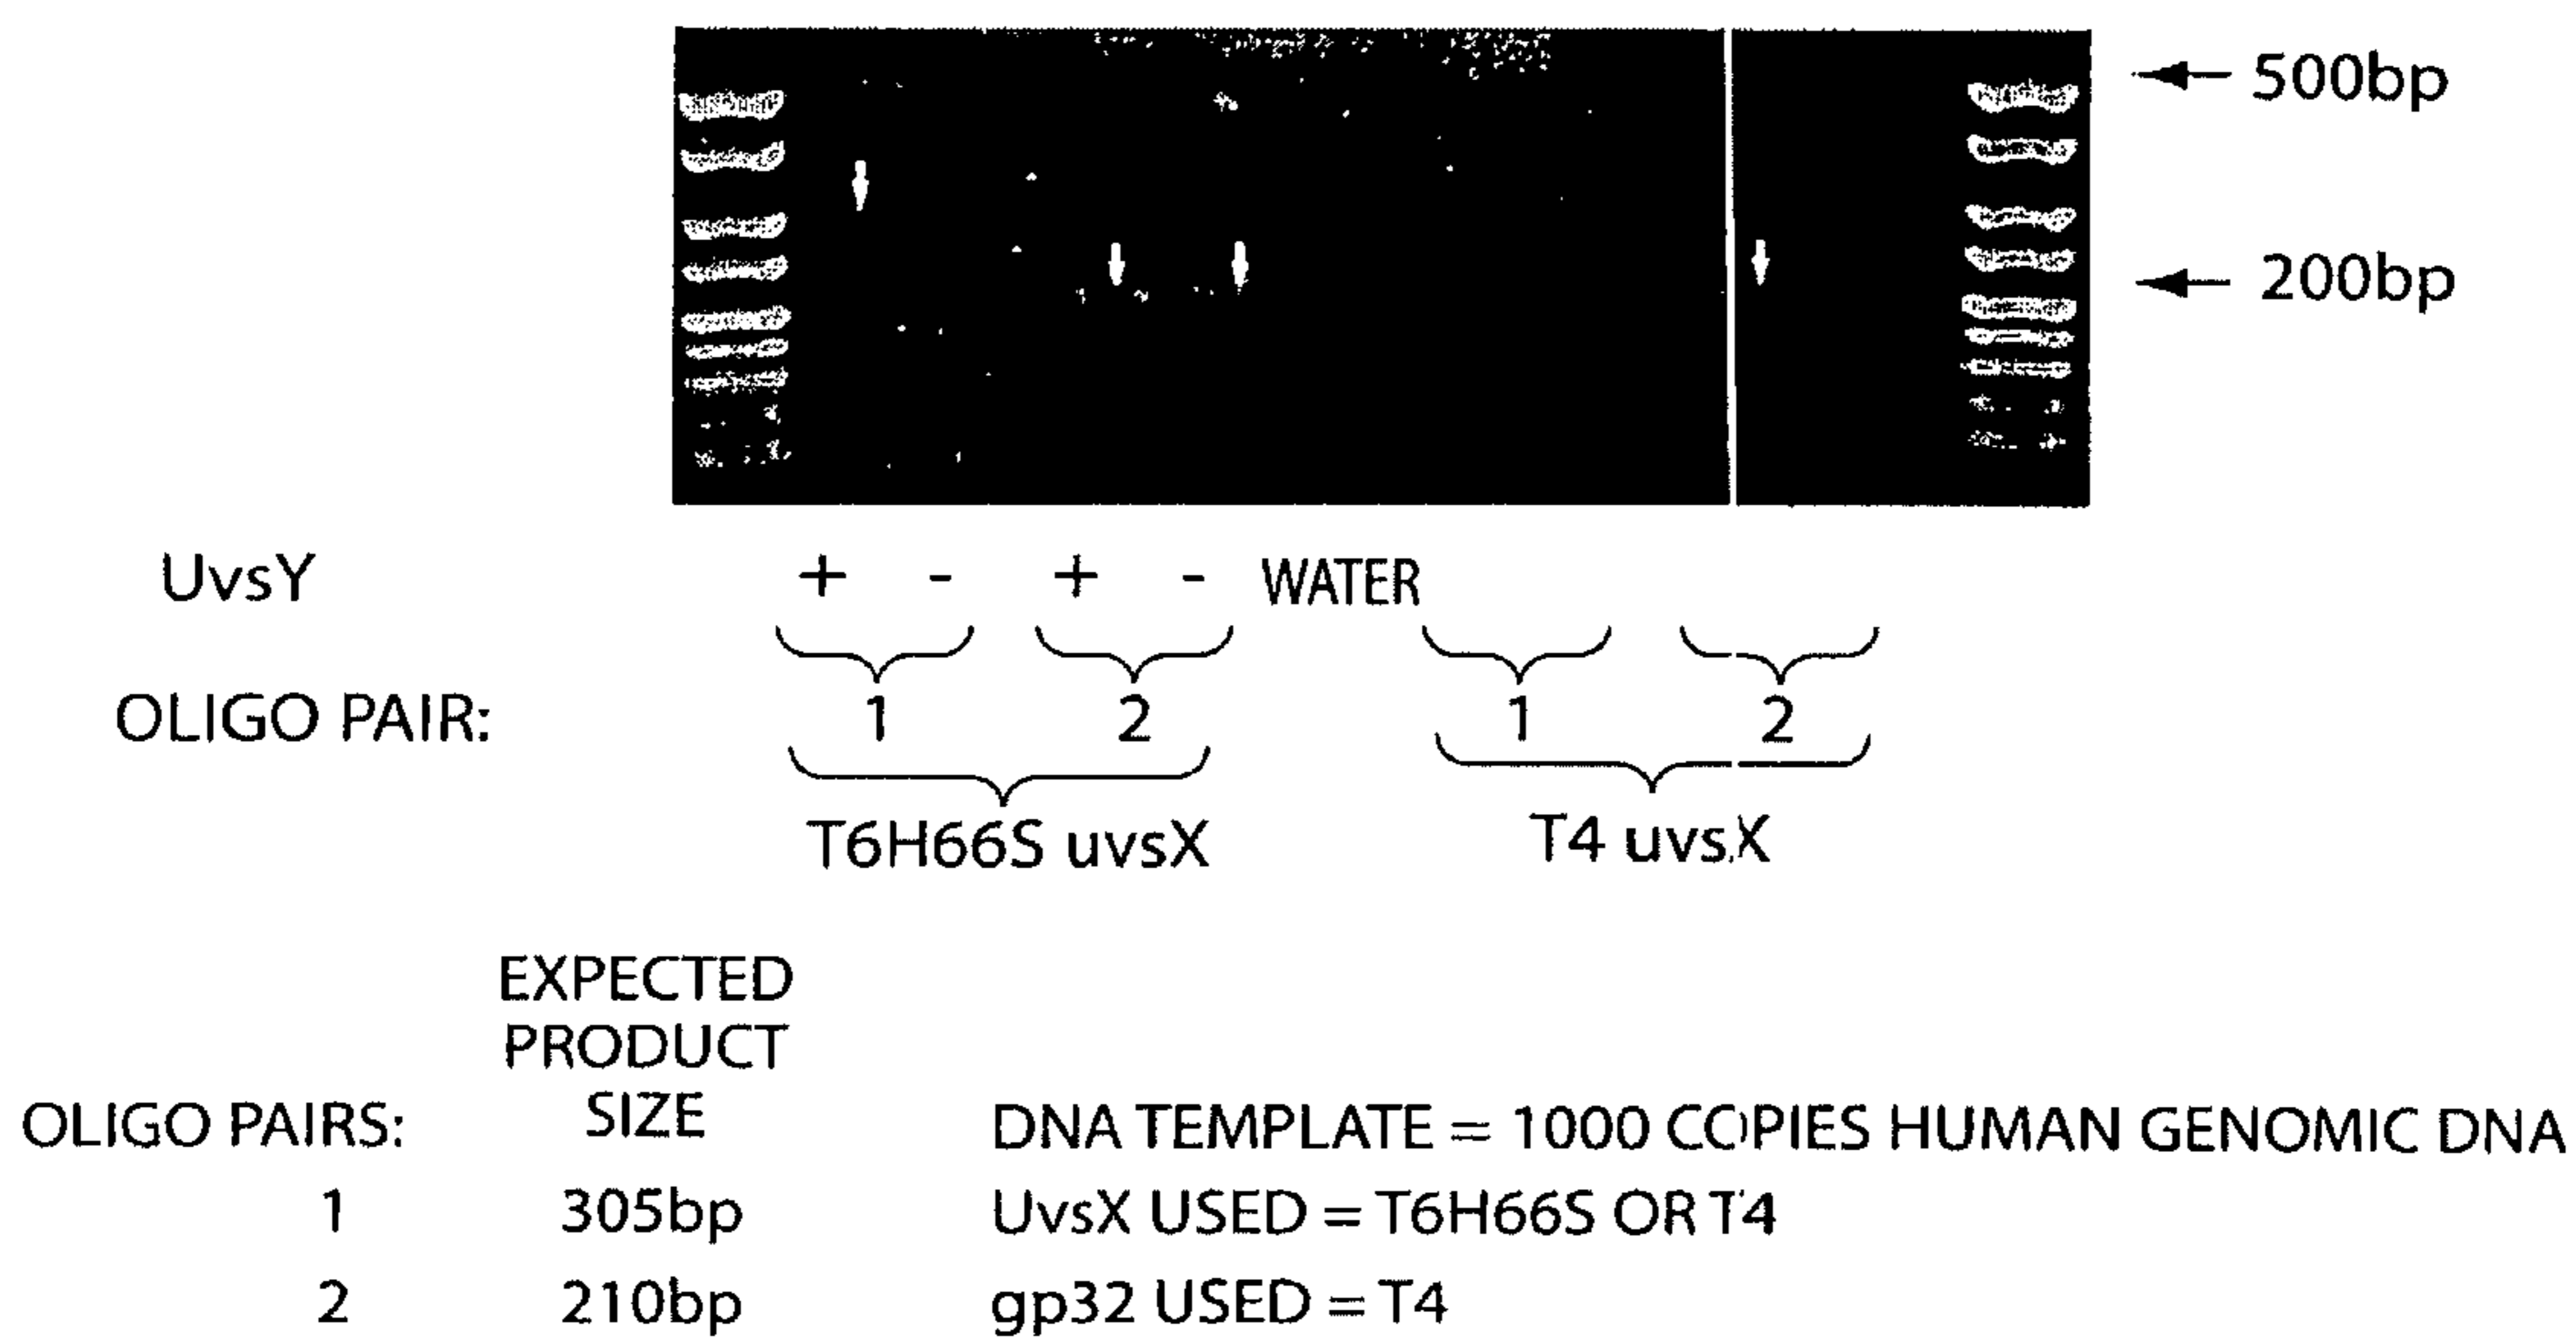 500bp
200bp
UvsY + - + - WATER
OLIGO PAIR: 1 2 1 2
T6H66S uvsX T4 uvsX
EXPECTED
PRODUCT
OLIGO PAIRS: SIZE DNA TEMPLATE = 1000 COPIES HUMAN GENOMIC DNA
1 305bp UvsX USED = T6H66S OR T4
2 210bp gp32 USED = T4